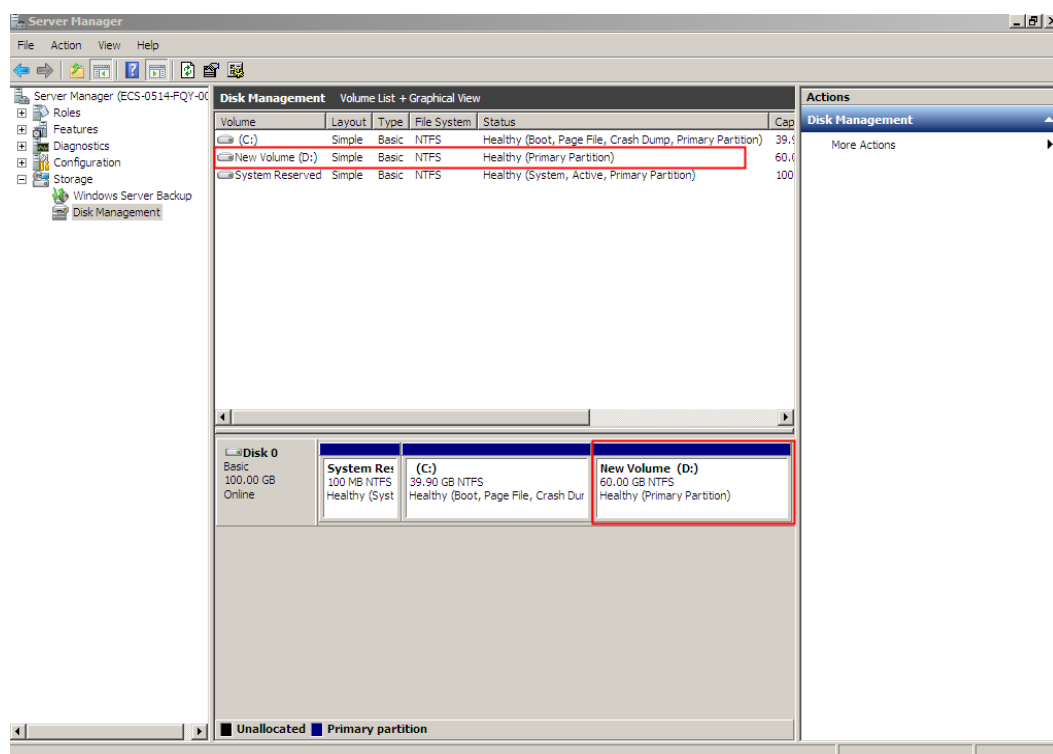 Server Manager
File Action View Help
Server Manager (ECS-0514-FQY-00
Roles
Features
Diagnostics
Configuration
Storage
Windows Server Backup
Disk Management
Disk Management Volume List + Graphical View
Volume Layout Type File System Status Cap
(C:) Simple Basic NTFS Healthy (Boot, Page File, Crash Dump, Primary Partition) 39.9
New Volume (D:) Simple Basic NTFS Healthy (Primary Partition) 60.0
System Reserved Simple Basic NTFS Healthy (System, Active, Primary Partition) 100
Disk 0
Basic
100.00 GB
Online
System Res
100 MB NTFS
Healthy (Syst
(C:)
39.90 GB NTFS
Healthy (Boot, Page File, Crash Dur
New Volume (D:)
60.00 GB NTFS
Healthy (Primary Partition)
Unallocated Primary partition
Actions
Disk Management
More Actions